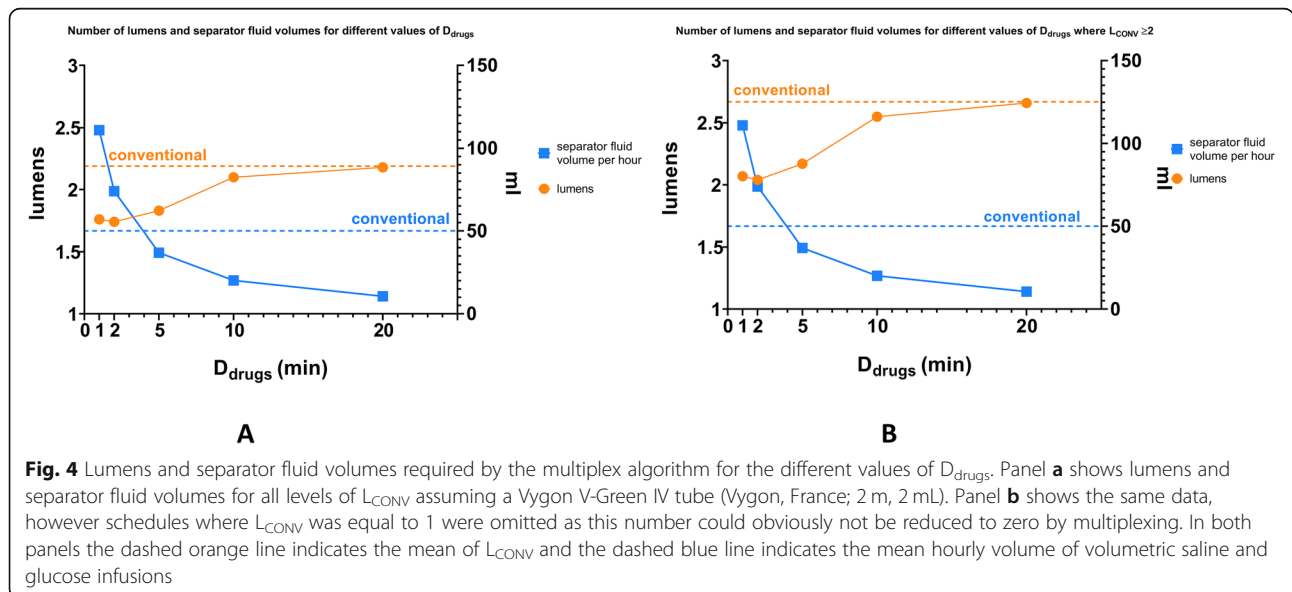 Number of lumens and separator fluid volumes for different values of Ddrugs
3
2.5
2
1.5
1
lumens
150
100
50
0
ml
conventional
conventional
separator fluid
volume per hour
lumens
0 1 2 5 10 20
Ddrugs (min)
A
Number of lumens and separator fluid volumes for different values of Ddrugs where LCONV ≥2
3
2.5
2
1.5
1
lumens
150
100
50
0
ml
conventional
conventional
separator fluid
volume per hour
lumens
0 1 2 5 10 20
Ddrugs (min)
B
Fig. 4 Lumens and separator fluid volumes required by the multiplex algorithm for the different values of Ddrugs. Panel a shows lumens and
separator fluid volumes for all levels of LCONV assuming a Vygon V-Green IV tube (Vygon, France; 2 m, 2 mL). Panel b shows the same data,
however schedules where LCONV was equal to 1 were omitted as this number could obviously not be reduced to zero by multiplexing. In both
panels the dashed orange line indicates the mean of LCONV and the dashed blue line indicates the mean hourly volume of volumetric saline and
glucose infusions